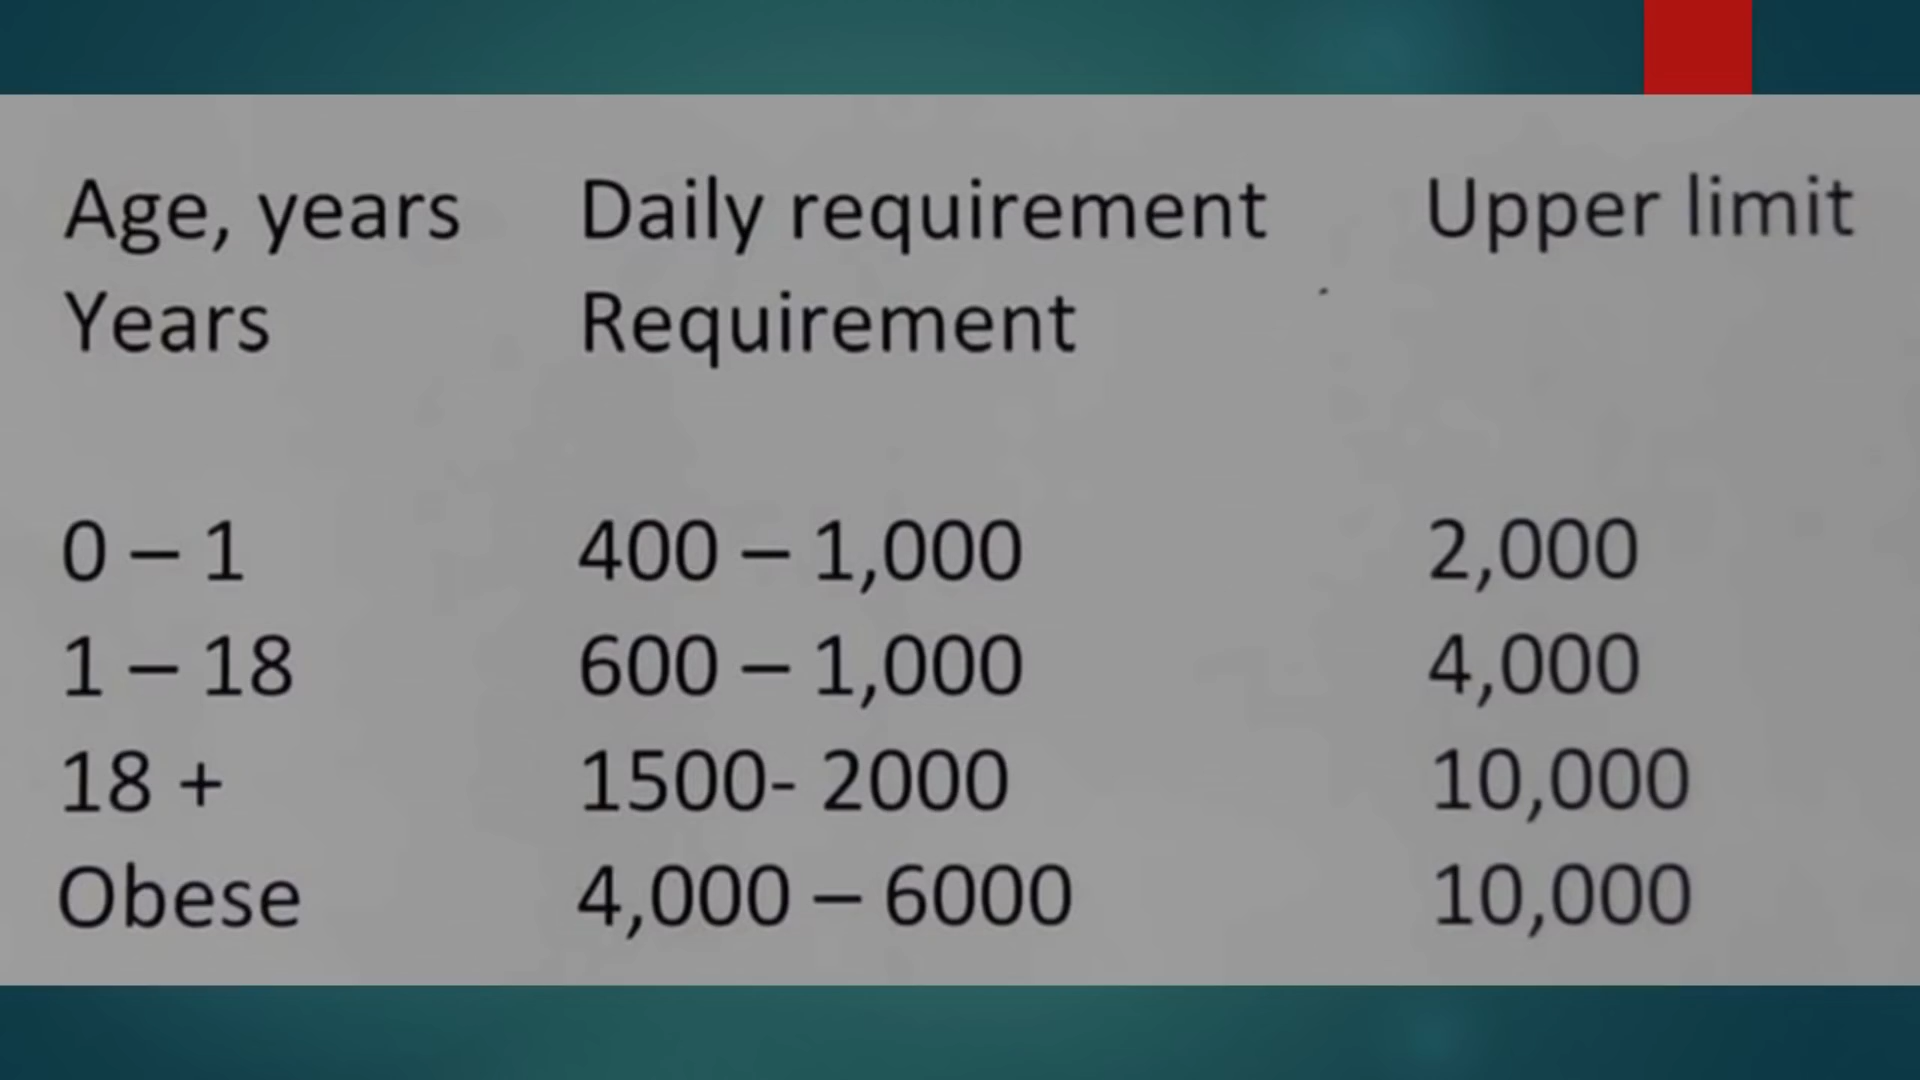 Age, years Daily requirement Upper limit
Years Requirement
0 – 1 400 – 1,000 2,000
1 – 18 600 – 1,000 4,000
18 + 1500- 2000 10,000
Obese 4,000 – 6000 10,000